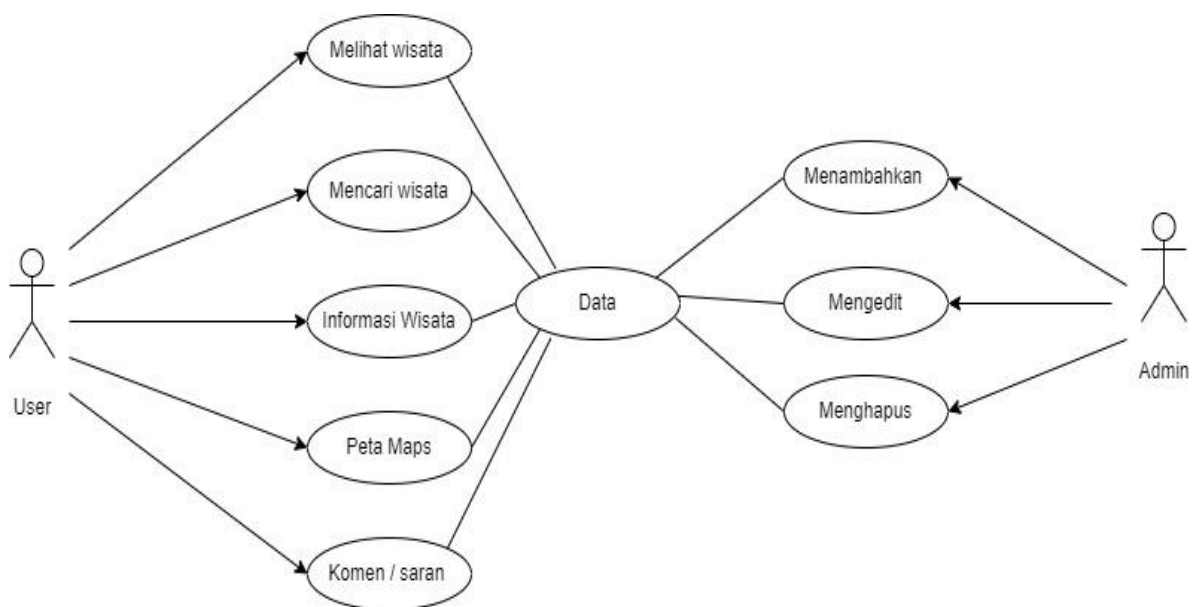 Melihat wisata
Mencari wisata
Informasi Wisata
Peta Maps
Komen / saran
User
Data
Menambahkan
Mengedit
Menghapus
Admin